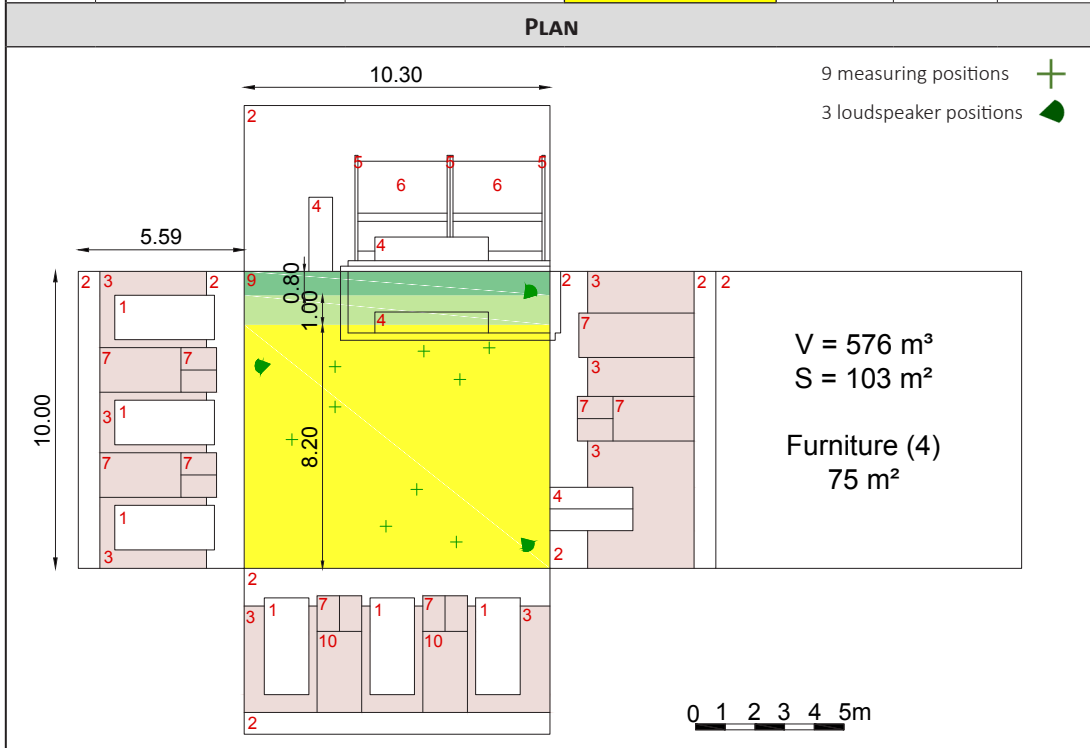 PLAN
9 measuring positions
3 loudspeaker positions
10.30
2
5 5 5
6 6
4
4
5.59
2 3 2 9 0.80 2 3 2 2
1 1.00
4 7
V = 576 m³
S = 103 m²
7 7 3
10.00
3 1 7 7
8.20
Furniture (4)
75 m²
7 7 3
1 4
3 2
2
3 1 7 1 7 1 3
10 10
2
0 1 2 3 4 5m